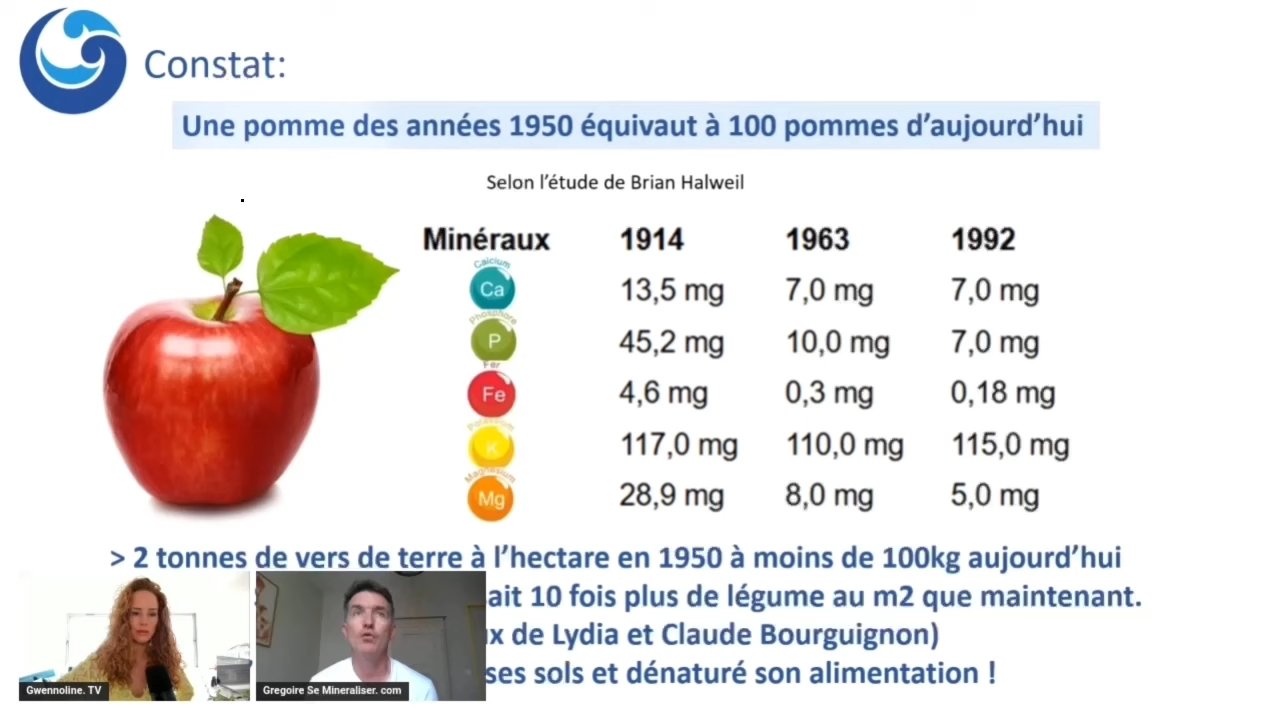 Constat:
Une pomme des années 1950 équivaut à 100 pommes d'aujourd'hui
Selon l'étude de Brian Halweil
Minéraux 1914 1963 1992
Calcium
Ca 13,5 mg 7,0 mg 7,0 mg
Phosphore
P 45,2 mg 10,0 mg 7,0 mg
Fer
Fe 4,6 mg 0,3 mg 0,18 mg
Potassium
K 117,0 mg 110,0 mg 115,0 mg
Magnésium
Mg 28,9 mg 8,0 mg 5,0 mg
> 2 tonnes de vers de terre à l'hectare en 1950 à moins de 100kg aujourd'hui
ait 10 fois plus de légume au m2 que maintenant.
ux de Lydia et Claude Bourguignon)
ses sols et dénaturé son alimentation !
Gwennoline. TV
Gregoire Se Mineraliser. com